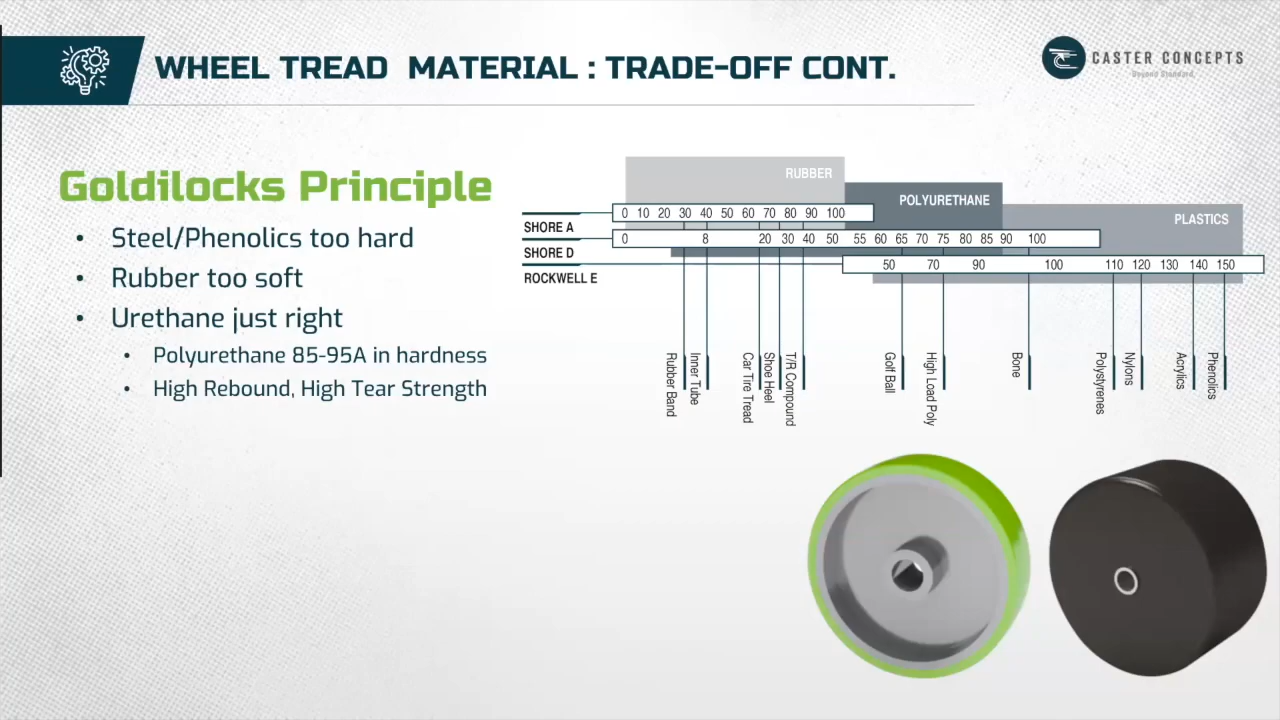 WHEEL TREAD MATERIAL : TRADE-OFF CONT.
CASTER CONCEPTS
Beyond Standard.
Goldilocks Principle
• Steel/Phenolics too hard
• Rubber too soft
• Urethane just right
• Polyurethane 85-95A in hardness
• High Rebound, High Tear Strength
RUBBER
POLYURETHANE
PLASTICS
SHORE A
0 10 20 30 40 50 60 70 80 90 100
SHORE D
0 8 20 30 40 50 55 60 65 70 75 80 85 90 100
ROCKWELL E
50 70 90 100 110 120 130 140 150
Rubber Band
Inner Tube
Car Tire Tread
Shoe Heel
T/R Compound
Golf Ball
High Load Poly
Bone
Polystyrenes
Nylons
Acrylics
Phenolics